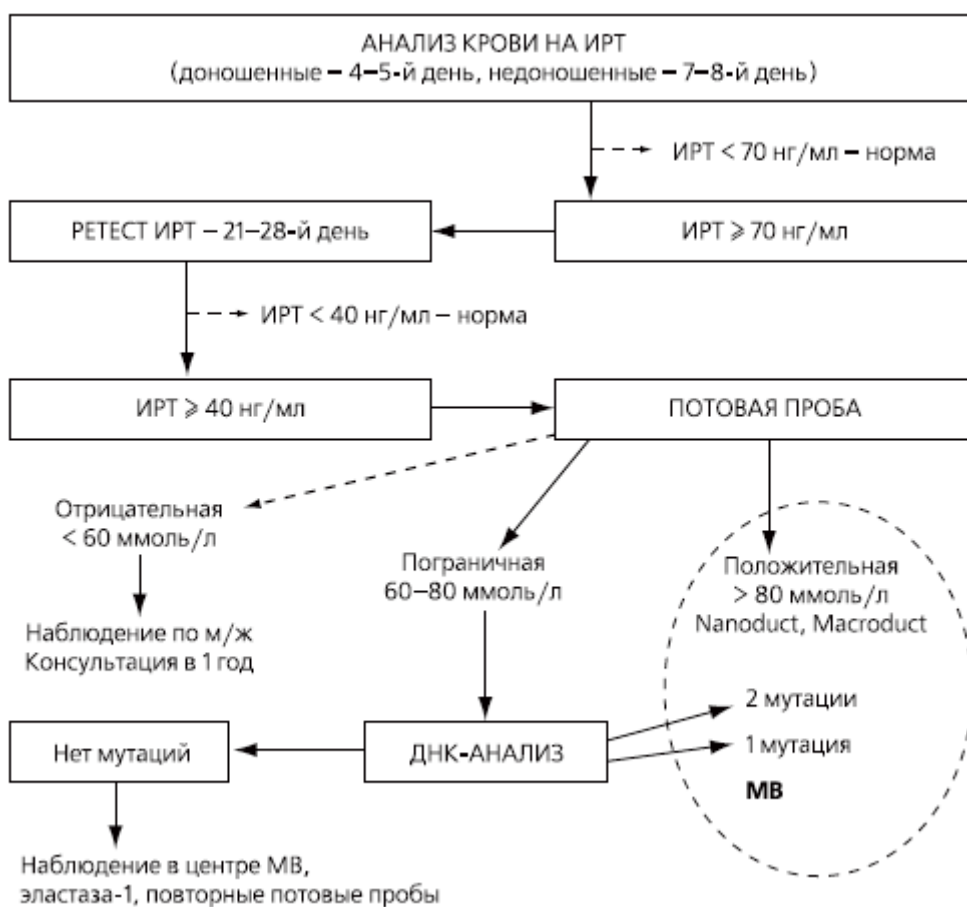 АНАЛИЗ КРОВИ НА ИРТ
(доношенные – 4–5-й день, недоношенные – 7–8-й день)
ИРТ < 70 нг/мл – норма
РЕТЕСТ ИРТ – 21–28-й день
ИРТ ⩾ 70 нг/мл
ИРТ < 40 нг/мл – норма
ИРТ ⩾ 40 нг/мл
ПОТОВАЯ ПРОБА
Отрицательная
< 60 ммоль/л
Пограничная
60–80 ммоль/л
Положительная
> 80 ммоль/л
Nanoduct, Macroduct
Наблюдение по м/ж
Консультация в 1 год
2 мутации
1 мутация
МВ
Нет мутаций
ДНК-АНАЛИЗ
Наблюдение в центре МВ,
эластаза-1, повторные потовые пробы